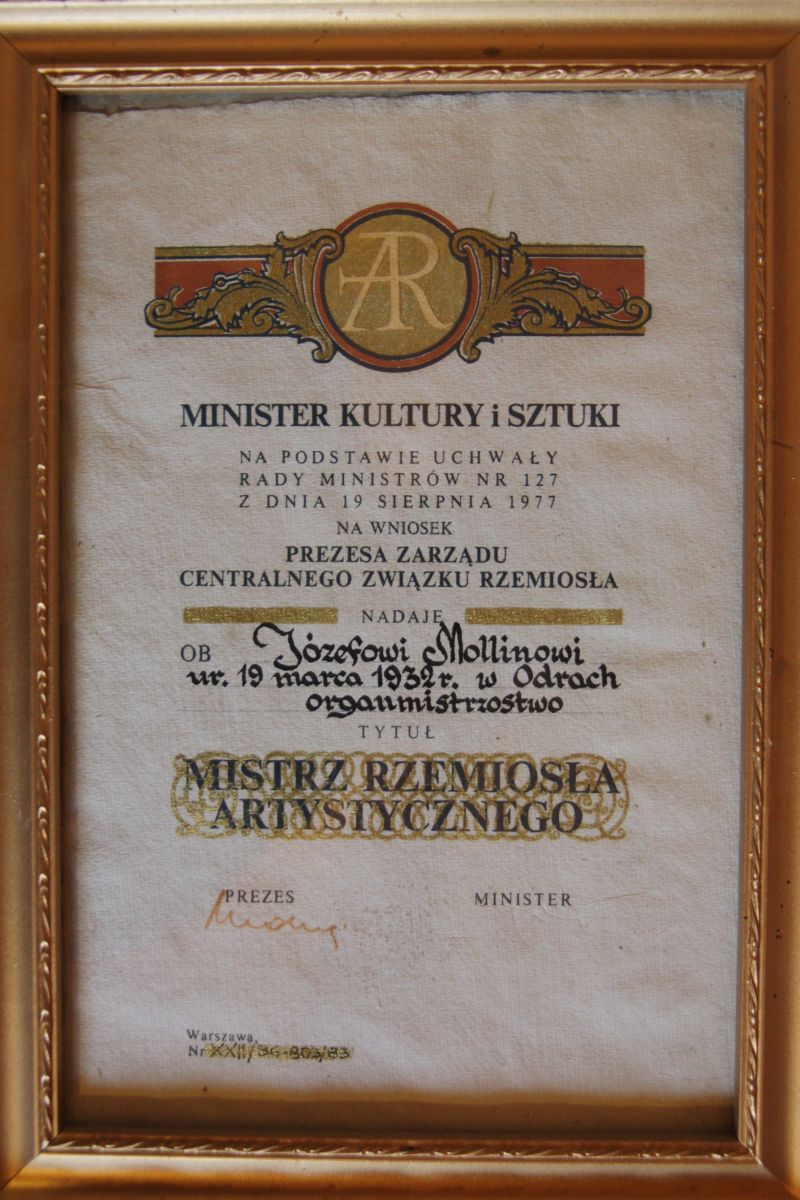 AR
MINISTER KULTURY i SZTUKI
NA PODSTAWIE UCHWAŁY
RADY MINISTRÓW NR 127
Z DNIA 19 SIERPNIA 1977
NA WNIOSEK
PREZESA ZARZĄDU
CENTRALNEGO ZWIĄZKU RZEMIOSŁA
NADAJE
OB Józefowi Mollinowi
ur. 19 marca 1932 r. w Odrach
organmistrzostwo
TYTUŁ
MISTRZ RZEMIOSŁA
ARTYSTYCZNEGO
PREZES MINISTER
Warszawa,
Nr XXII/36-803/83